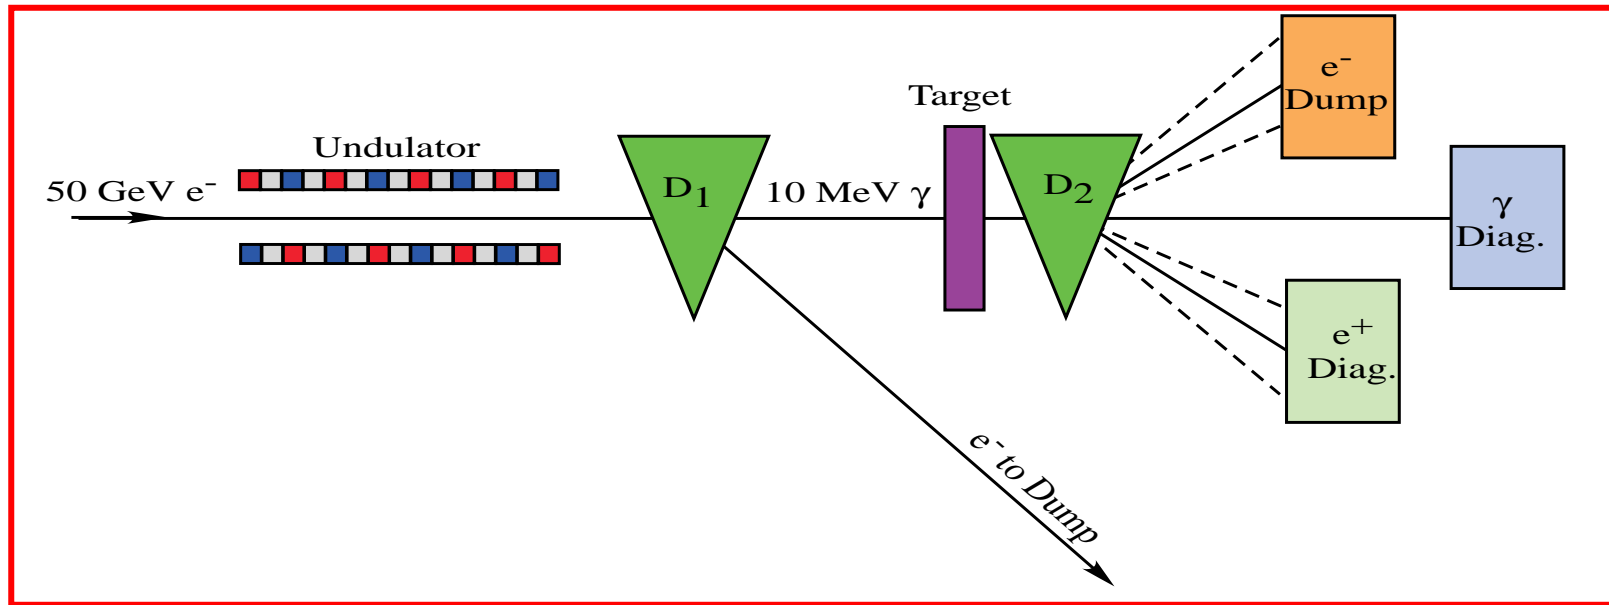 Undulator
50 GeV e⁻
D₁
10 MeV γ
Target
D₂
e⁻
Dump
γ
Diag.
e⁺
Diag.
e⁻ to Dump